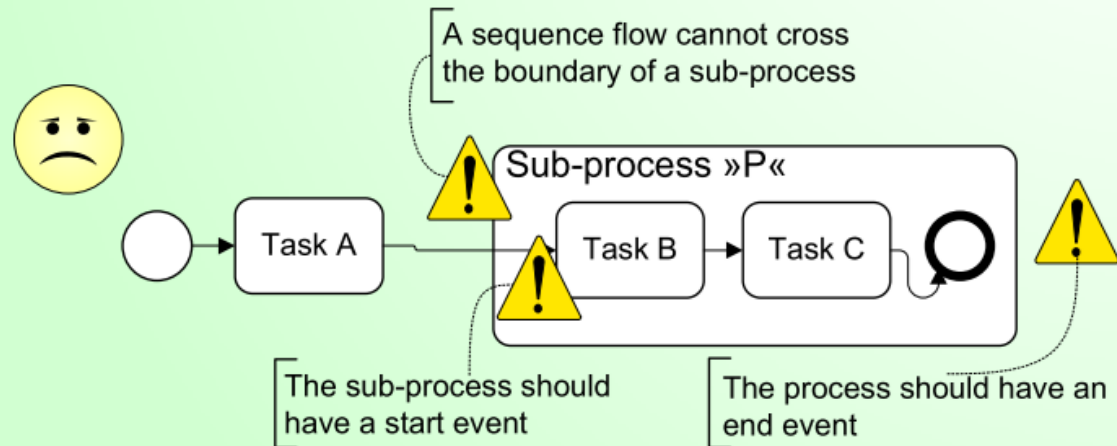 A sequence flow cannot cross
the boundary of a sub-process
Sub-process »P«
Task A
Task B
Task C
The sub-process should
have a start event
The process should have an
end event